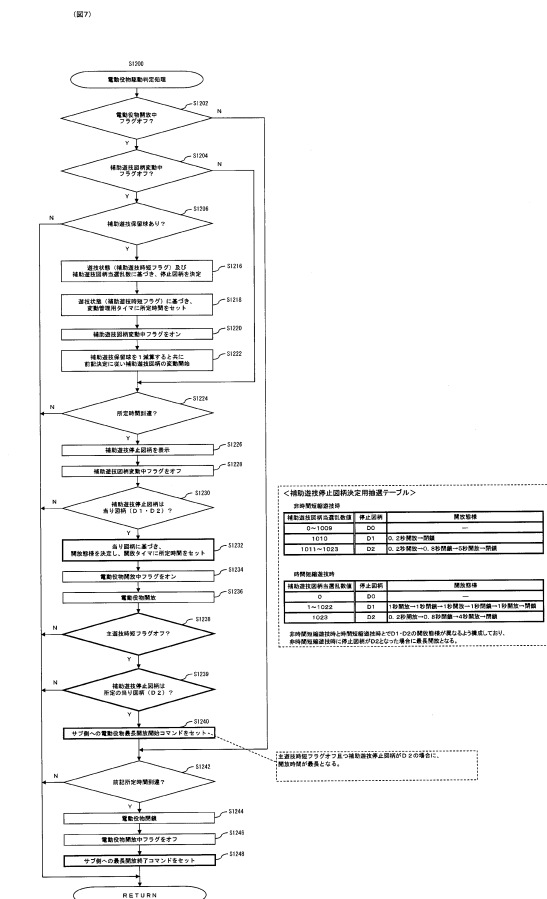 (図7)
S1200
電動役物駆動判定処理
S1202
電動役物開放中
フラグオフ？
N
Y
S1204
補助遊技図柄変動中
フラグオフ？
N
Y
S1206
補助遊技保留球あり？
N
Y
遊技状態（補助遊技時短フラグ）及び
補助遊技図柄当選乱数に基づき、停止図柄を決定
S1216
遊技状態（補助遊技時短フラグ）に基づき、
変動管理用タイマに所定時間をセット
S1218
補助遊技図柄変動中フラグをオン
S1220
補助遊技保留球を１減算すると共に
前記決定に従い補助遊技図柄の変動開始
S1222
S1224
所定時間到達？
N
Y
補助遊技停止図柄を表示
S1226
補助遊技図柄変動中フラグをオフ
S1228
S1230
補助遊技停止図柄は
当り図柄（D１・D２）？
N
Y
当り図柄に基づき、
開放態様を決定し、開放タイマに所定時間をセット
S1232
電動役物開放中フラグをオン
S1234
電動役物開放
S1236
S1238
主遊技時短フラグオフ？
N
Y
S1239
補助遊技停止図柄は
所定の当り図柄（D２）？
N
Y
S1240
サブ側への電動役物最長開放開始コマンドをセット
S1242
前記所定時間到達？
N
Y
電動役物閉鎖
S1244
電動役物開放中フラグをオフ
S1246
サブ側への最長開放終了コマンドをセット
S1248
RETURN
＜補助遊技停止図柄決定用抽選テーブル＞
非時間短縮遊技時
補助遊技図柄当選乱数値 停止図柄 開放態様
0～1009 D0 ―
1010 D1 0.2秒開放→閉鎖
1011～1023 D2 0.2秒開放→0.8秒閉鎖→5秒開放→閉鎖
時間短縮遊技時
補助遊技図柄当選乱数値 停止図柄 開放態様
0 D0 ―
1～1022 D1 1秒開放→1秒閉鎖→1秒開放→1秒閉鎖→1秒開放→閉鎖
1023 D2 0.2秒開放→0.8秒閉鎖→4秒開放→閉鎖
非時間短縮遊技時と時間短縮遊技時とでD1・D2の開放態様が異なるよう構成しており、
非時間短縮遊技時に停止図柄がD2となった場合に最長開放となる。
主遊技時短フラグオフ且つ補助遊技停止図柄がD２の場合に、
開放時間が最長となる。